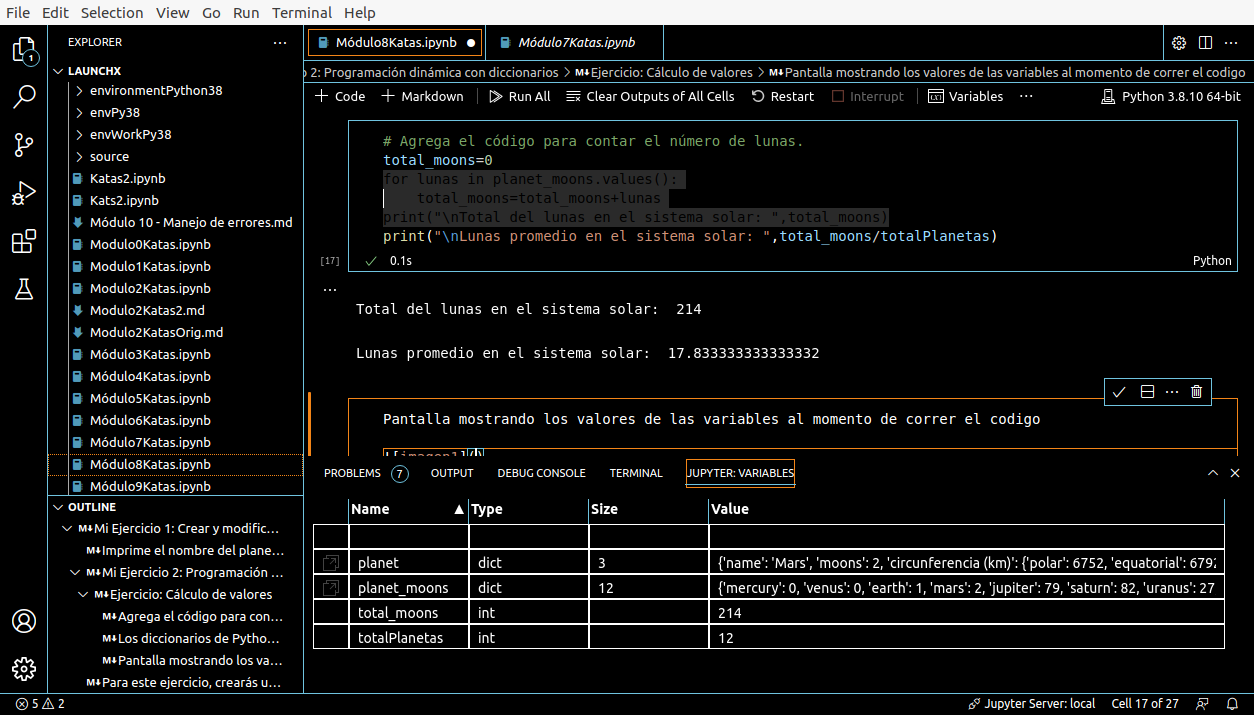 File Edit Selection View Go Run Terminal Help
EXPLORER
LAUNCHX
environmentPython38
envPy38
envWorkPy38
source
Katas2.ipynb
Kats2.ipynb
Módulo 10 - Manejo de errores.md
Modulo0Katas.ipynb
Modulo1Katas.ipynb
Modulo2Katas.ipynb
Modulo2Katas2.md
Modulo2KatasOrig.md
Módulo3Katas.ipynb
Módulo4Katas.ipynb
Módulo5Katas.ipynb
Módulo6Katas.ipynb
Módulo7Katas.ipynb
Módulo8Katas.ipynb
Módulo9Katas.ipynb
OUTLINE
Mi Ejercicio 1: Crear y modific...
Imprime el nombre del plane...
Mi Ejercicio 2: Programación ...
Ejercicio: Cálculo de valores
Agrega el código para con...
Los diccionarios de Pytho...
Pantalla mostrando los va...
Para este ejercicio, crearás u...
Módulo8Katas.ipynb
Módulo7Katas.ipynb
2: Programación dinámica con diccionarios > Ejercicio: Cálculo de valores > Pantalla mostrando los valores de las variables al momento de correr el codigo
+ Code + Markdown Run All Clear Outputs of All Cells Restart Interrupt Variables ... Python 3.8.10 64-bit
# Agrega el código para contar el número de lunas.
total_moons=0
for lunas in planet_moons.values():
total_moons=total_moons+lunas
print("\nTotal del lunas en el sistema solar: ",total_moons)
print("\nLunas promedio en el sistema solar: ",total_moons/totalPlanetas)
[17] 0.1s Python
...
Total del lunas en el sistema solar: 214
Lunas promedio en el sistema solar: 17.833333333333332
Pantalla mostrando los valores de las variables al momento de correr el codigo
![imagen1]()
PROBLEMS 7 OUTPUT DEBUG CONSOLE TERMINAL JUPYTER: VARIABLES
Name Type Size Value
planet dict 3 {'name': 'Mars', 'moons': 2, 'circunferencia (km)': {'polar': 6752, 'equatorial': 6792
planet_moons dict 12 {'mercury': 0, 'venus': 0, 'earth': 1, 'mars': 2, 'jupiter': 79, 'saturn': 82, 'uranus': 27
total_moons int 214
totalPlanetas int 12
5 2 Jupyter Server: local Cell 17 of 27